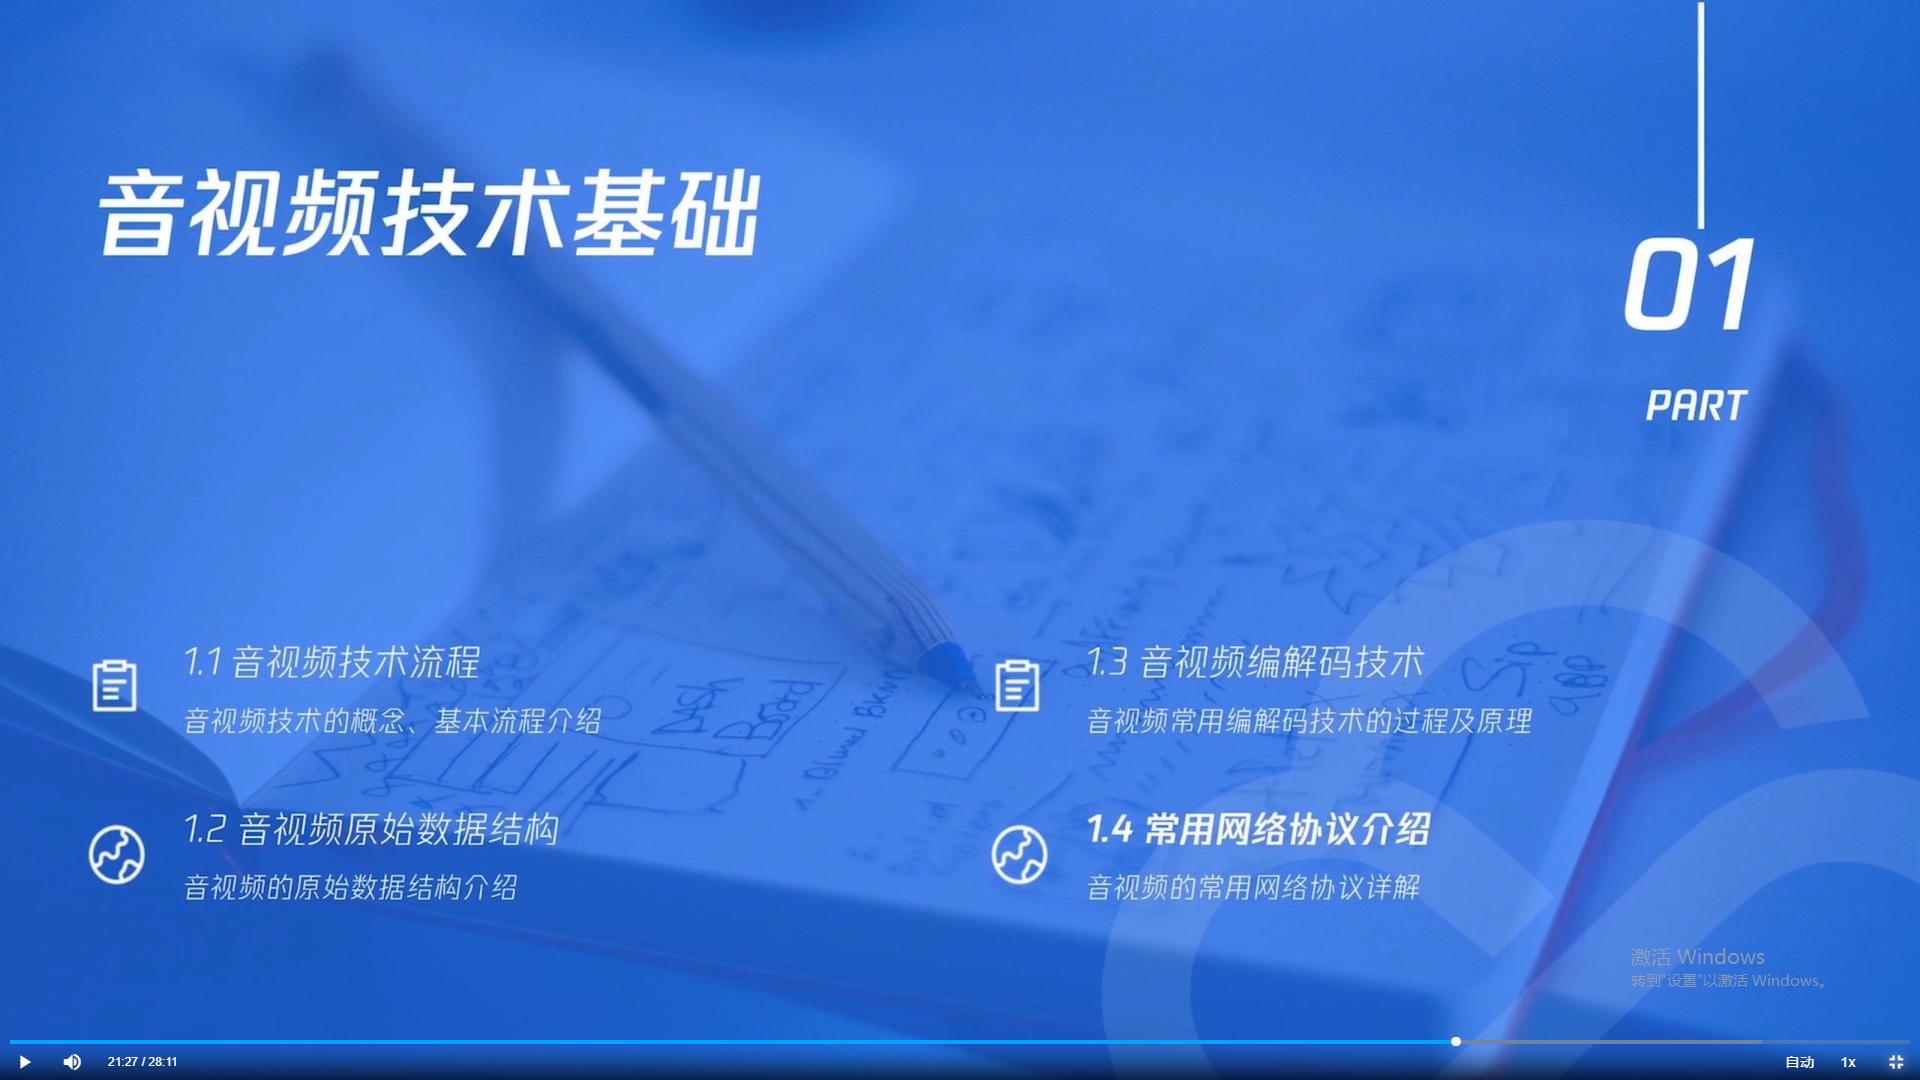 音视频技术基础
01
PART
1.1 音视频技术流程
音视频技术的概念、基本流程介绍
1.2 音视频原始数据结构
音视频的原始数据结构介绍
1.3 音视频编解码技术
音视频常用编解码技术的过程及原理
1.4 常用网络协议介绍
音视频的常用网络协议详解
Board
激活 Windows
转到"设置"以激活 Windows。
21:27 / 28:11
自动
1x